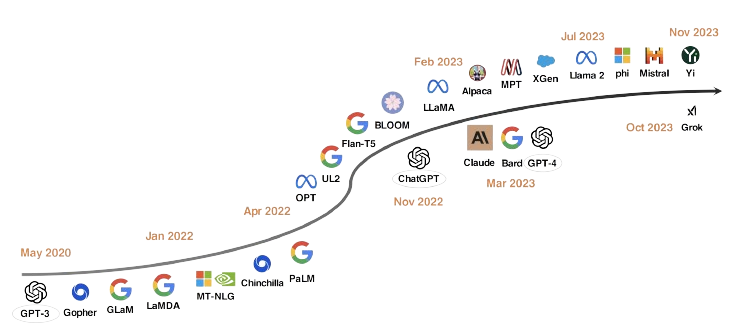 Nov 2023
Jul 2023
Feb 2023
Alpaca
MPT
XGen
Llama 2
phi
Mistral
Yi
LLaMA
BLOOM
Flan-T5
UL2
OPT
Oct 2023
Grok
Claude
Bard
GPT-4
Mar 2023
ChatGPT
Nov 2022
Apr 2022
Jan 2022
May 2020
GPT-3
Gopher
GLaM
LaMDA
MT-NLG
Chinchilla
PaLM